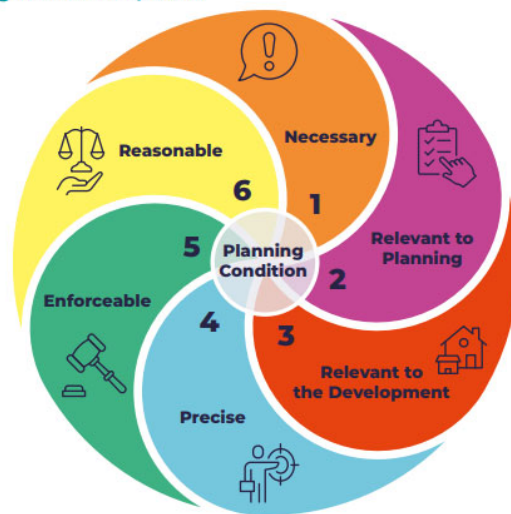 Necessary
1
Relevant to
Planning
2
Relevant to
the Development
3
Precise
4
Enforceable
5
Reasonable
6
Planning
Condition